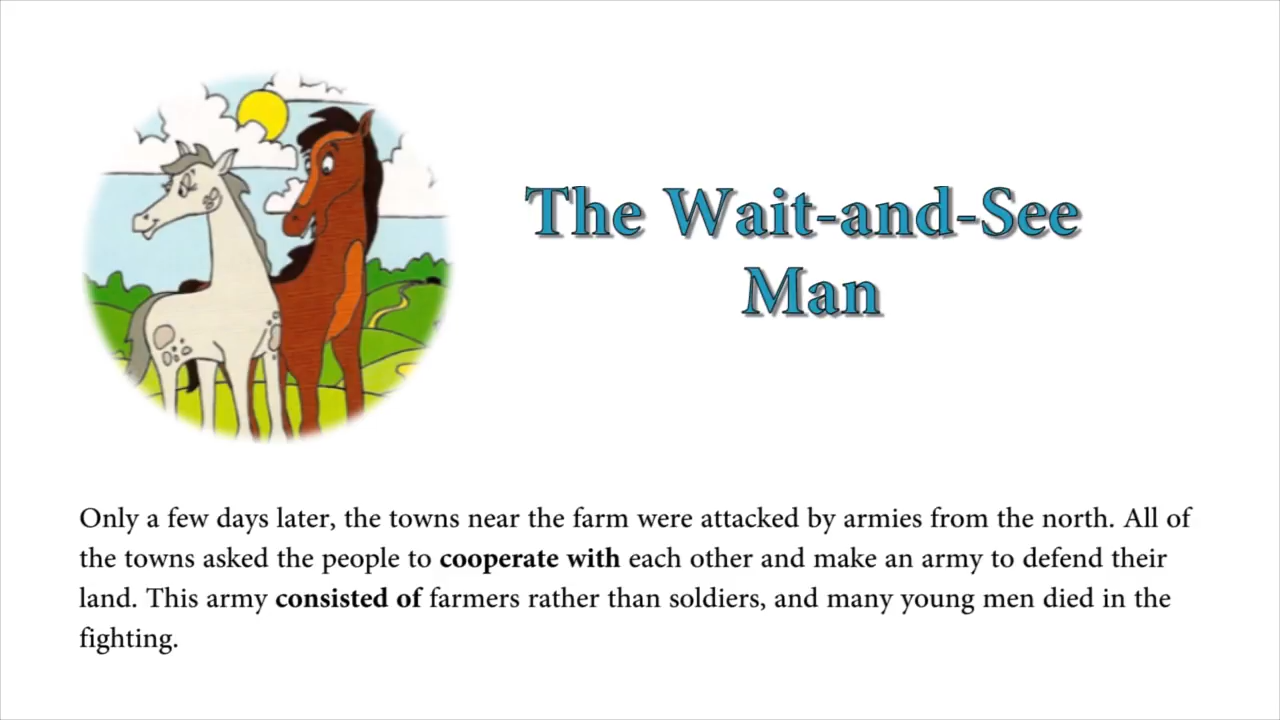 The Wait-and-See
Man
Only a few days later, the towns near the farm were attacked by armies from the north. All of
the towns asked the people to cooperate with each other and make an army to defend their
land. This army consisted of farmers rather than soldiers, and many young men died in the
fighting.